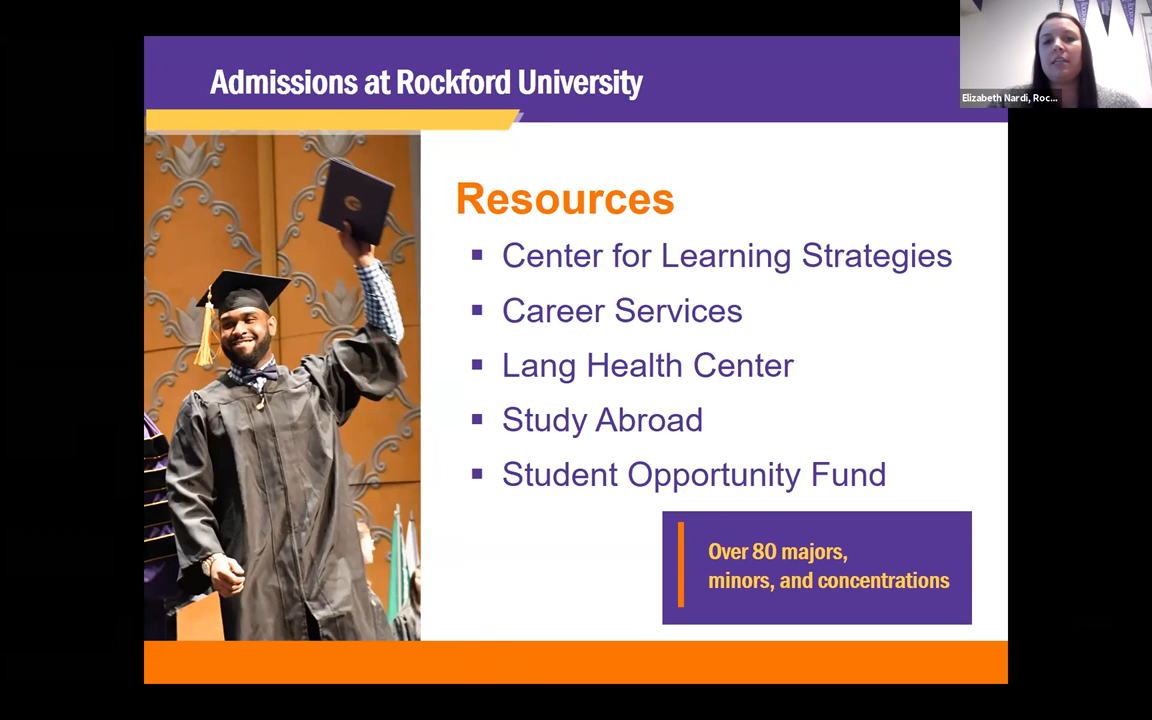 Admissions at Rockford University
Elizabeth Nardi, Roc...
Resources
Center for Learning Strategies
Career Services
Lang Health Center
Study Abroad
Student Opportunity Fund
Over 80 majors,
minors, and concentrations